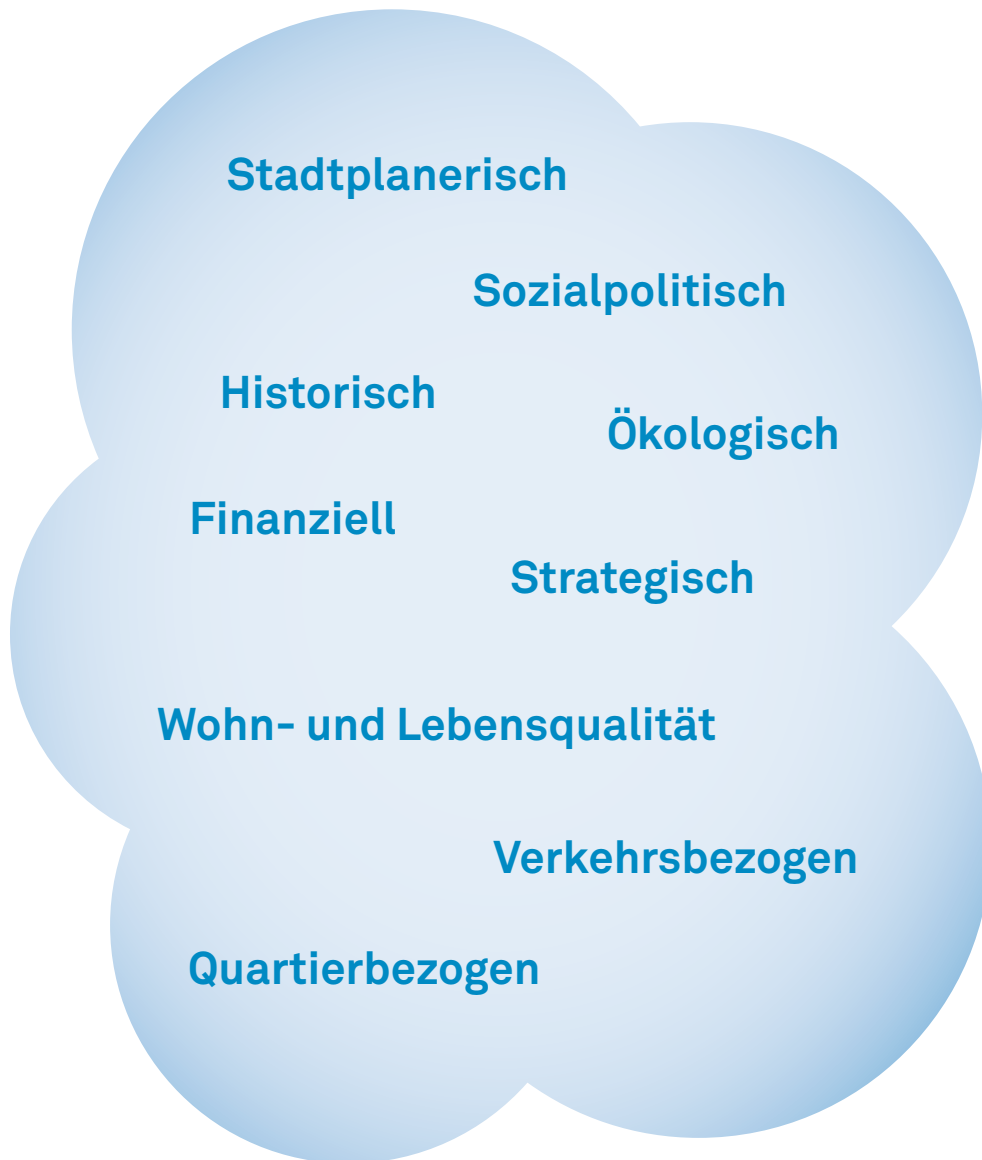 Stadtplanerisch
Sozialpolitisch
Historisch
Ökologisch
Finanziell
Strategisch
Wohn- und Lebensqualität
Verkehrsbezogen
Quartierbezogen